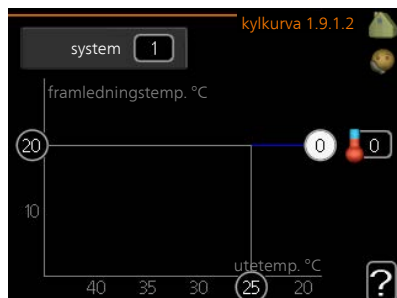 kylkurva 1.9.1.2
system 1
framledningstemp. °C
20
0
0
10
utetemp. °C
40 35 30 25 20
?